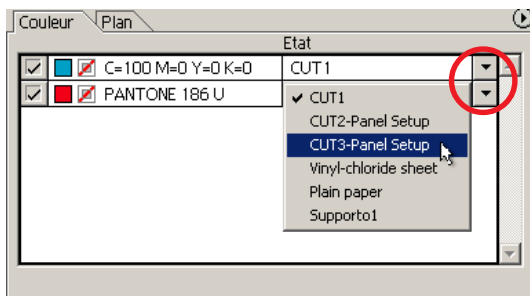 Couleur Plan
Etat
C=100 M=0 Y=0 K=0 CUT1
PANTONE 186 U
CUT1
CUT2-Panel Setup
CUT3-Panel Setup
Vinyl-chloride sheet
Plain paper
Supporto1